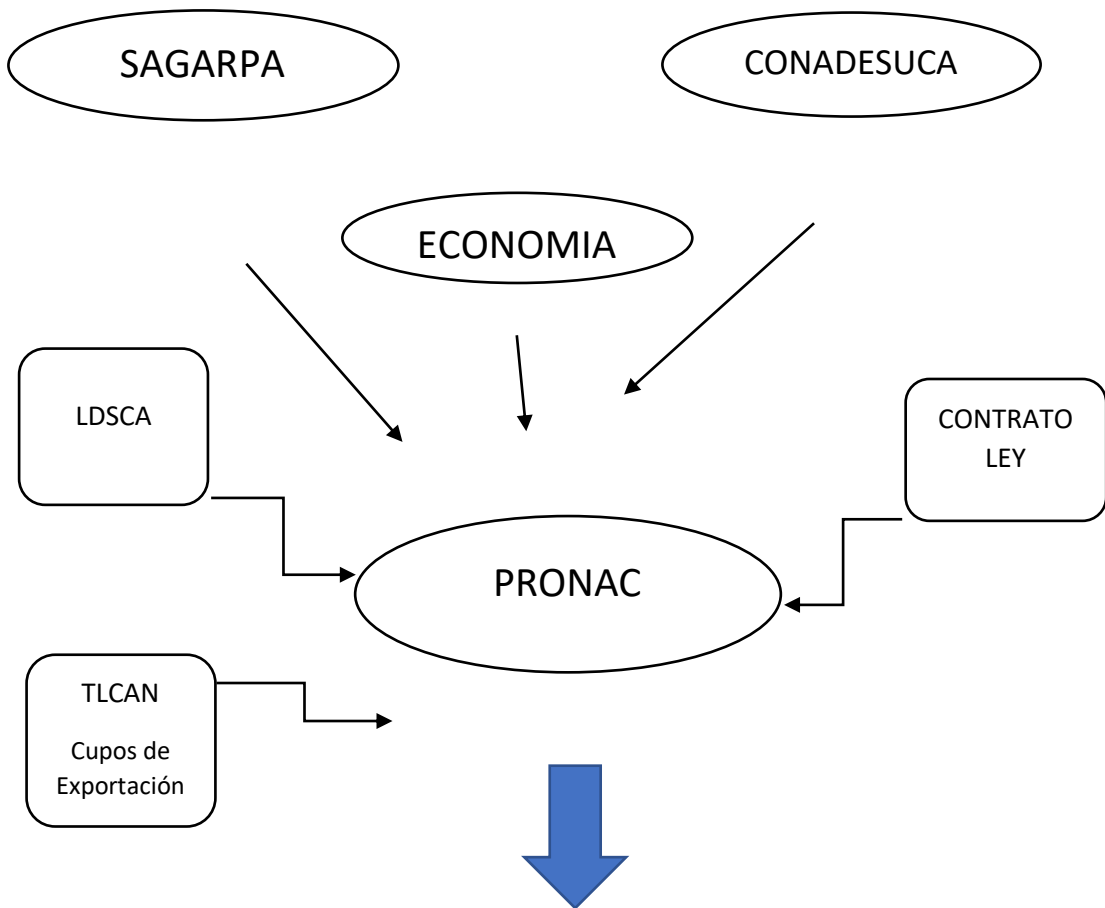 SAGARPA
CONADESUCA
ECONOMIA
LDSCA
CONTRATO
LEY
PRONAC
TLCAN
Cupos de
Exportación